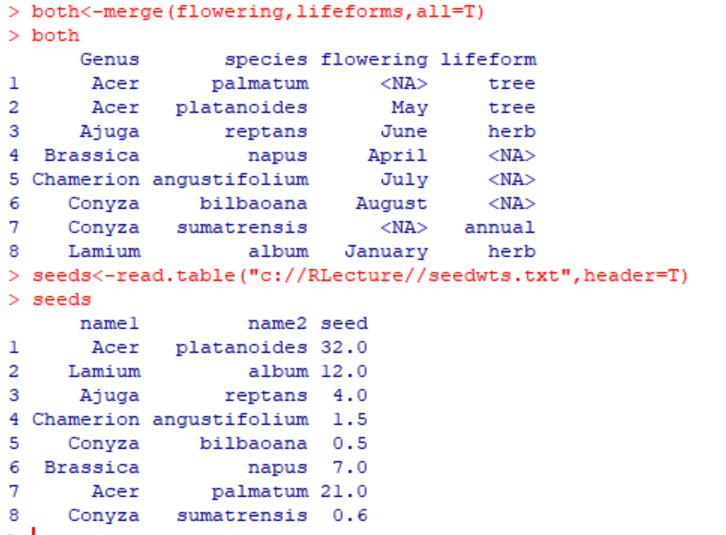 > both<-merge(flowering,lifeforms,all=T)
> both
      Genus       species flowering lifeform
1      Acer      palmatum      <NA>     tree
2      Acer   platanoides       May     tree
3     Ajuga       reptans      June     herb
4  Brassica         napus     April     <NA>
5 Chamerion angustifolium      July     <NA>
6    Conyza     bilbaoana    August     <NA>
7    Conyza   sumatrensis      <NA>   annual
8    Lamium         album   January     herb
> seeds<-read.table("c://RLecture//seedwts.txt",header=T)
> seeds
      name1         name2 seed
1      Acer   platanoides 32.0
2    Lamium         album 12.0
3     Ajuga       reptans  4.0
4 Chamerion angustifolium  1.5
5    Conyza     bilbaoana  0.5
6  Brassica         napus  7.0
7      Acer      palmatum 21.0
8    Conyza   sumatrensis  0.6